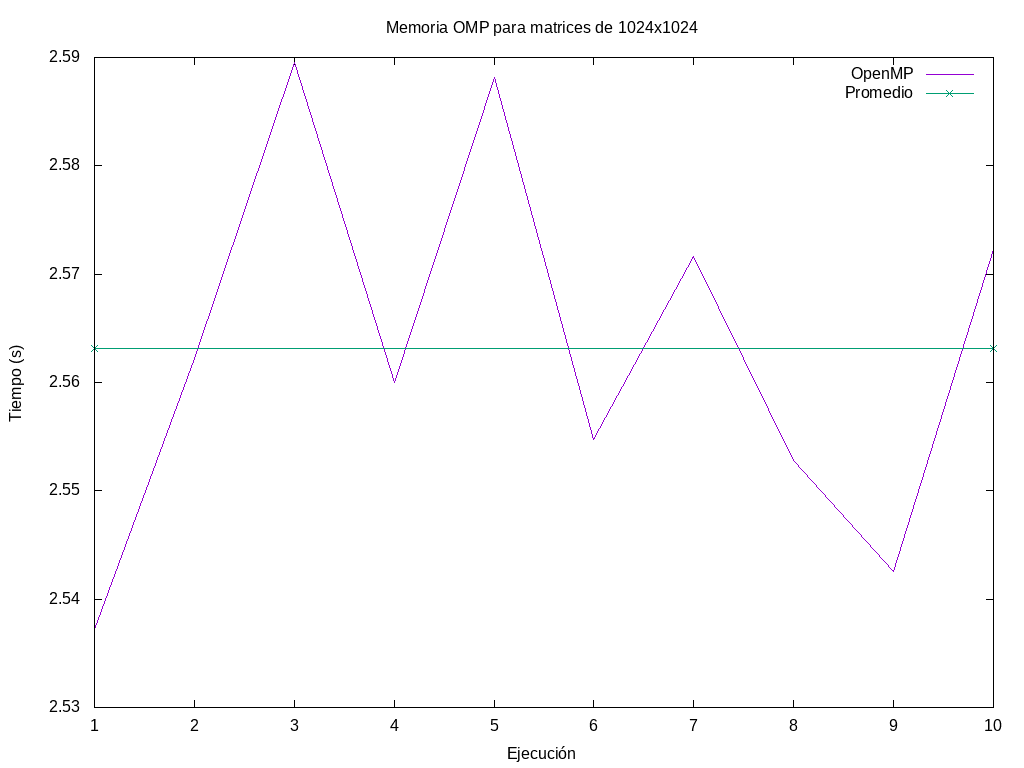 Memoria OMP para matrices de 1024x1024
OpenMP
Promedio
2.59
2.58
2.57
2.56
2.55
2.54
2.53
Tiempo (s)
1 2 3 4 5 6 7 8 9 10
Ejecución